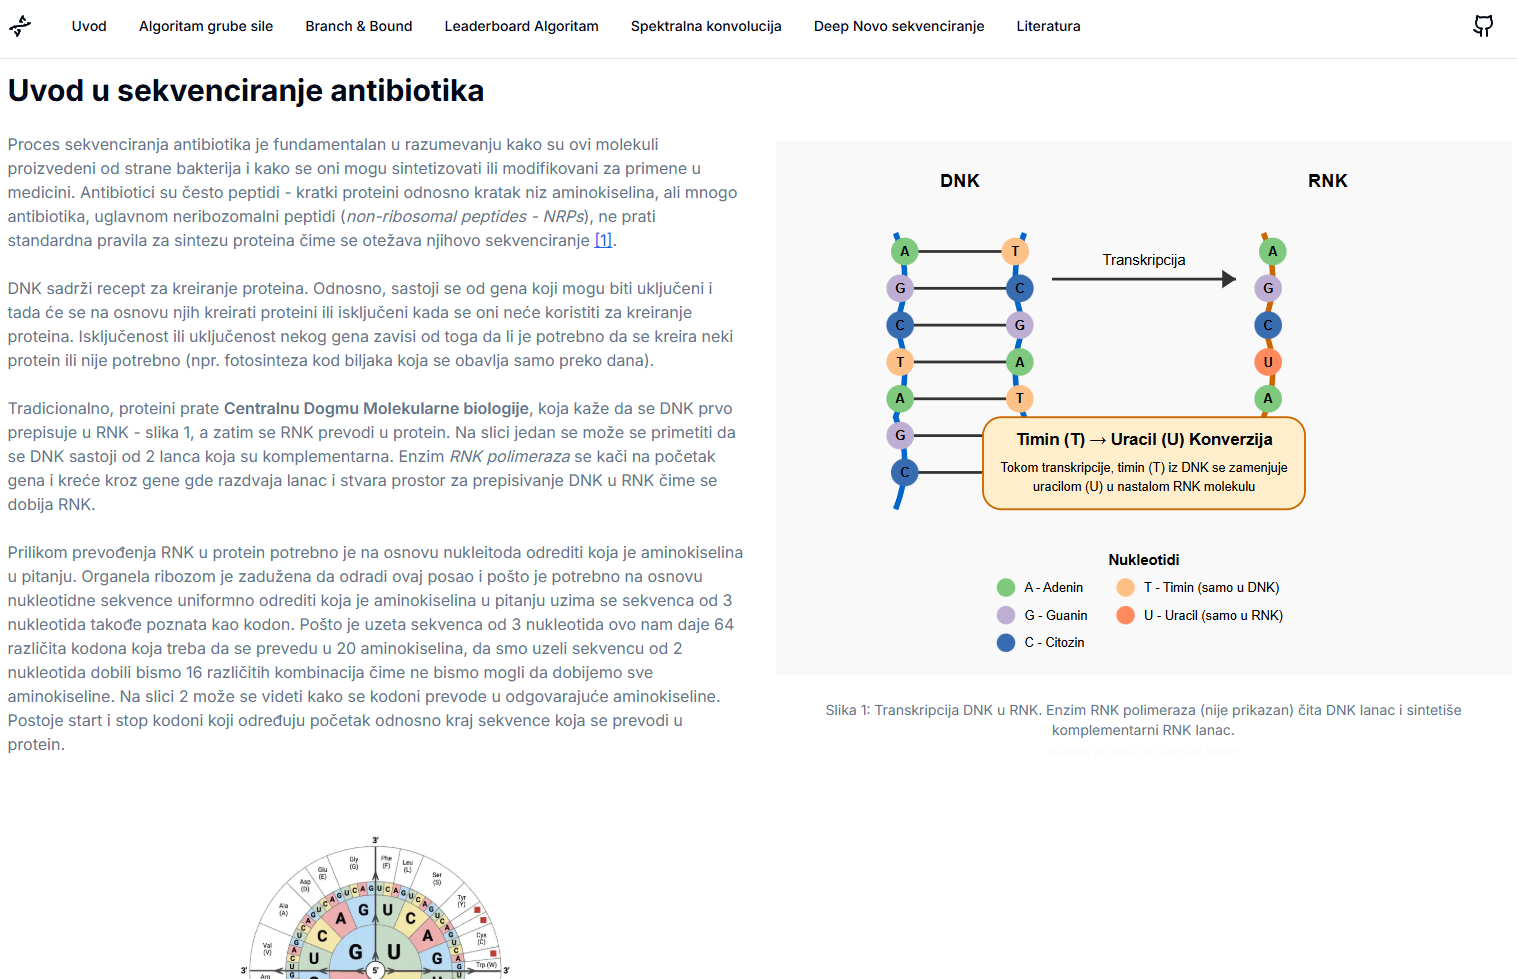 Uvod
Algoritam grube sile
Branch & Bound
Leaderboard Algoritam
Spektralna konvolucija
Deep Novo sekvenciranje
Literatura
Uvod u sekvenciranje antibiotika
Proces sekvenciranja antibiotika je fundamentalan u razumevanju kako su ovi molekuli
proizvedeni od strane bakterija i kako se oni mogu sintetizovati ili modifikovani za primene u
medicini. Antibiotici su često peptidi - kratki proteini odnosno kratak niz aminokiselina, ali mnogo
antibiotika, uglavnom neribozomalni peptidi (non-ribosomal peptides - NRPs), ne prati
standardna pravila za sintezu proteina čime se otežava njihovo sekvenciranje [1].
DNK sadrži recept za kreiranje proteina. Odnosno, sastoji se od gena koji mogu biti uključeni i
tada će se na osnovu njih kreirati proteini ili isključeni kada se oni neće koristiti za kreiranje
proteina. Isključenost ili uključenost nekog gena zavisi od toga da li je potrebno da se kreira neki
protein ili nije potrebno (npr. fotosinteza kod biljaka koja se obavlja samo preko dana).
Tradicionalno, proteini prate Centralnu Dogmu Molekularne biologije, koja kaže da se DNK prvo
prepisuje u RNK - slika 1, a zatim se RNK prevodi u protein. Na slici jedan se može se primetiti da
se DNK sastoji od 2 lanca koja su komplementarna. Enzim RNK polimeraza se kači na početak
gena i kreće kroz gene gde razdvaja lanac i stvara prostor za prepisivanje DNK u RNK čime se
dobija RNK.
Prilikom prevođenja RNK u protein potrebno je na osnovu nukleitoda odrediti koja je aminokiselina
u pitanju. Organela ribozom je zadužena da odradi ovaj posao i pošto je potrebno na osnovu
nukleotidne sekvence uniformno odrediti koja je aminokiselina u pitanju uzima se sekvenca od 3
nukleotida takođe poznata kao kodon. Pošto je uzeta sekvenca od 3 nukleotida ovo nam daje 64
različita kodona koja treba da se prevedu u 20 aminokiselina, da smo uzeli sekvencu od 2
nukleotida dobili bismo 16 različitih kombinacija čime ne bismo mogli da dobijemo sve
aminokiseline. Na slici 2 može se videti kako se kodoni prevode u odgovarajuće aminokiseline.
Postoje start i stop kodoni koji određuju početak odnosno kraj sekvence koja se prevodi u
protein.
DNK
RNK
A T
G C
C G
T A
A T
G
C
Transkripcija
A
G
C
U
A
Timin (T) → Uracil (U) Konverzija
Tokom transkripcije, timin (T) iz DNK se zamenjuje
uracilom (U) u nastalom RNK molekulu
Nukleotidi
A - Adenin
T - Timin (samo u DNK)
G - Guanin
U - Uracil (samo u RNK)
C - Citozin
Slika 1: Transkripcija DNK u RNK. Enzim RNK polimeraza (nije prikazan) čita DNK lanac i sintetiše
komplementarni RNK lanac.
3'
Gly (G)
Phe (F)
Leu (L)
Glu (E)
Ser (S)
Asp (D)
Tyr (Y)
Ala (A)
Cys (C)
Val (V)
Trp (W)
Arg
G U
A C
C A
U G
G U
3' 5' 3'